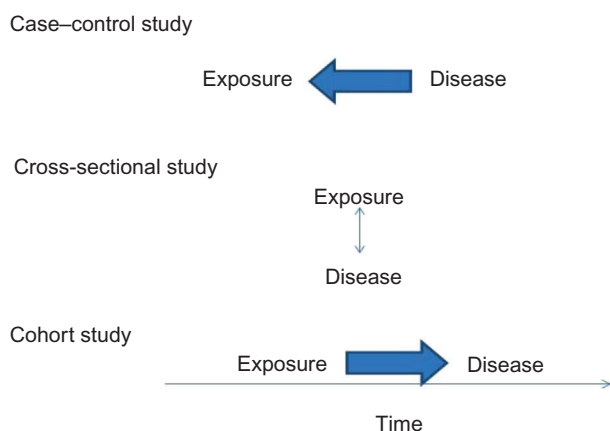 Case–control study
Exposure Disease
Cross-sectional study
Exposure
Disease
Cohort study
Exposure Disease
Time